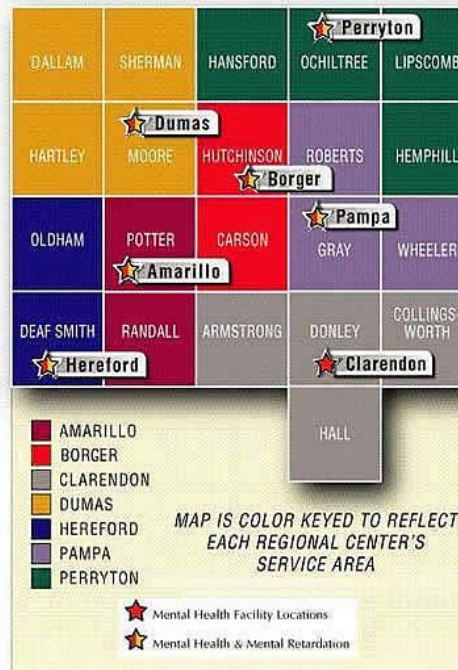 Perryton
DALLAM SHERMAN HANSFORD OCHILTREE LIPSCOMB
Dumas
HARTLEY MOORE HUTCHINSON ROBERTS HEMPHILL
Borger
Pampa
OLDHAM POTTER CARSON GRAY WHEELER
Amarillo
COLLINGS-
DEAF SMITH RANDALL ARMSTRONG DONLEY WORTH
Hereford Clarendon
HALL
AMARILLO
BORGER
CLARENDON
DUMAS
HEREFORD
PAMPA
PERRYTON
MAP IS COLOR KEYED TO REFLECT
EACH REGIONAL CENTER'S
SERVICE AREA
Mental Health Facility Locations
Mental Health & Mental Retardation